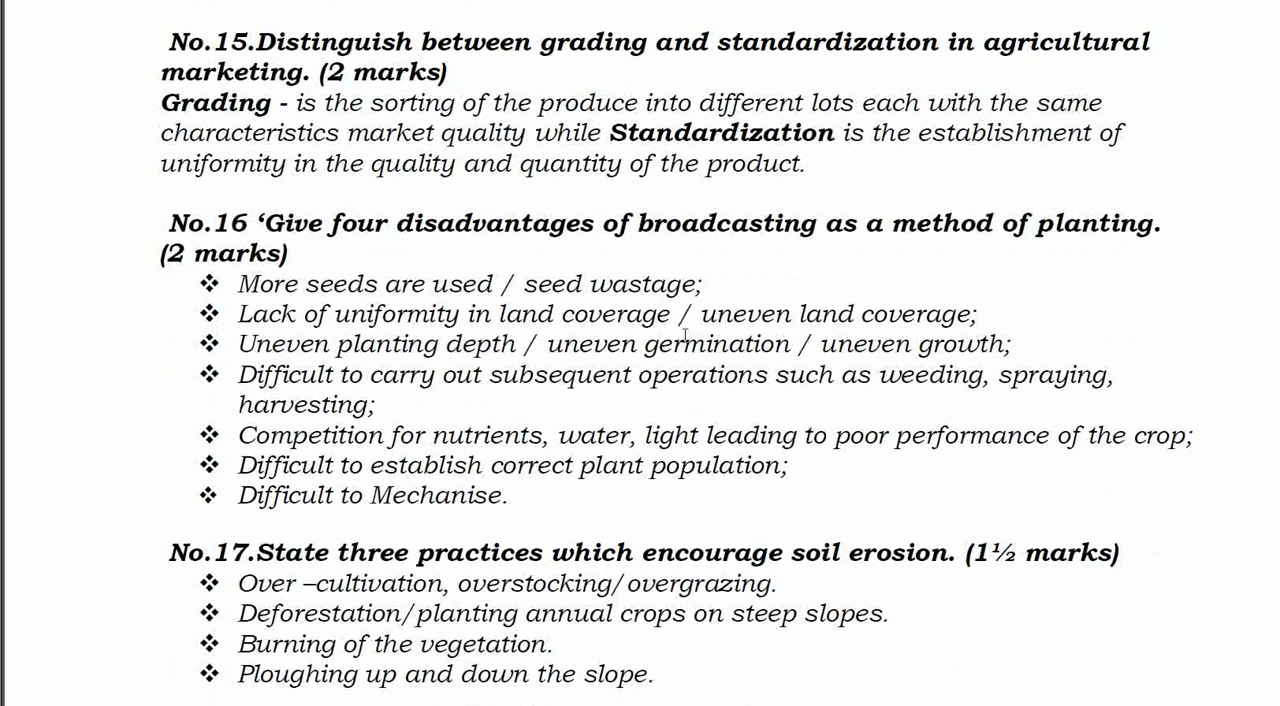 No.15.Distinguish between grading and standardization in agricultural
marketing. (2 marks)
Grading - is the sorting of the produce into different lots each with the same
characteristics market quality while Standardization is the establishment of
uniformity in the quality and quantity of the product.
No.16 ‘Give four disadvantages of broadcasting as a method of planting.
(2 marks)
❖ More seeds are used / seed wastage;
❖ Lack of uniformity in land coverage / uneven land coverage;
❖ Uneven planting depth / uneven germination / uneven growth;
❖ Difficult to carry out subsequent operations such as weeding, spraying,
harvesting;
❖ Competition for nutrients, water, light leading to poor performance of the crop;
❖ Difficult to establish correct plant population;
❖ Difficult to Mechanise.
No.17.State three practices which encourage soil erosion. (1½ marks)
❖ Over –cultivation, overstocking/overgrazing.
❖ Deforestation/planting annual crops on steep slopes.
❖ Burning of the vegetation.
❖ Ploughing up and down the slope.